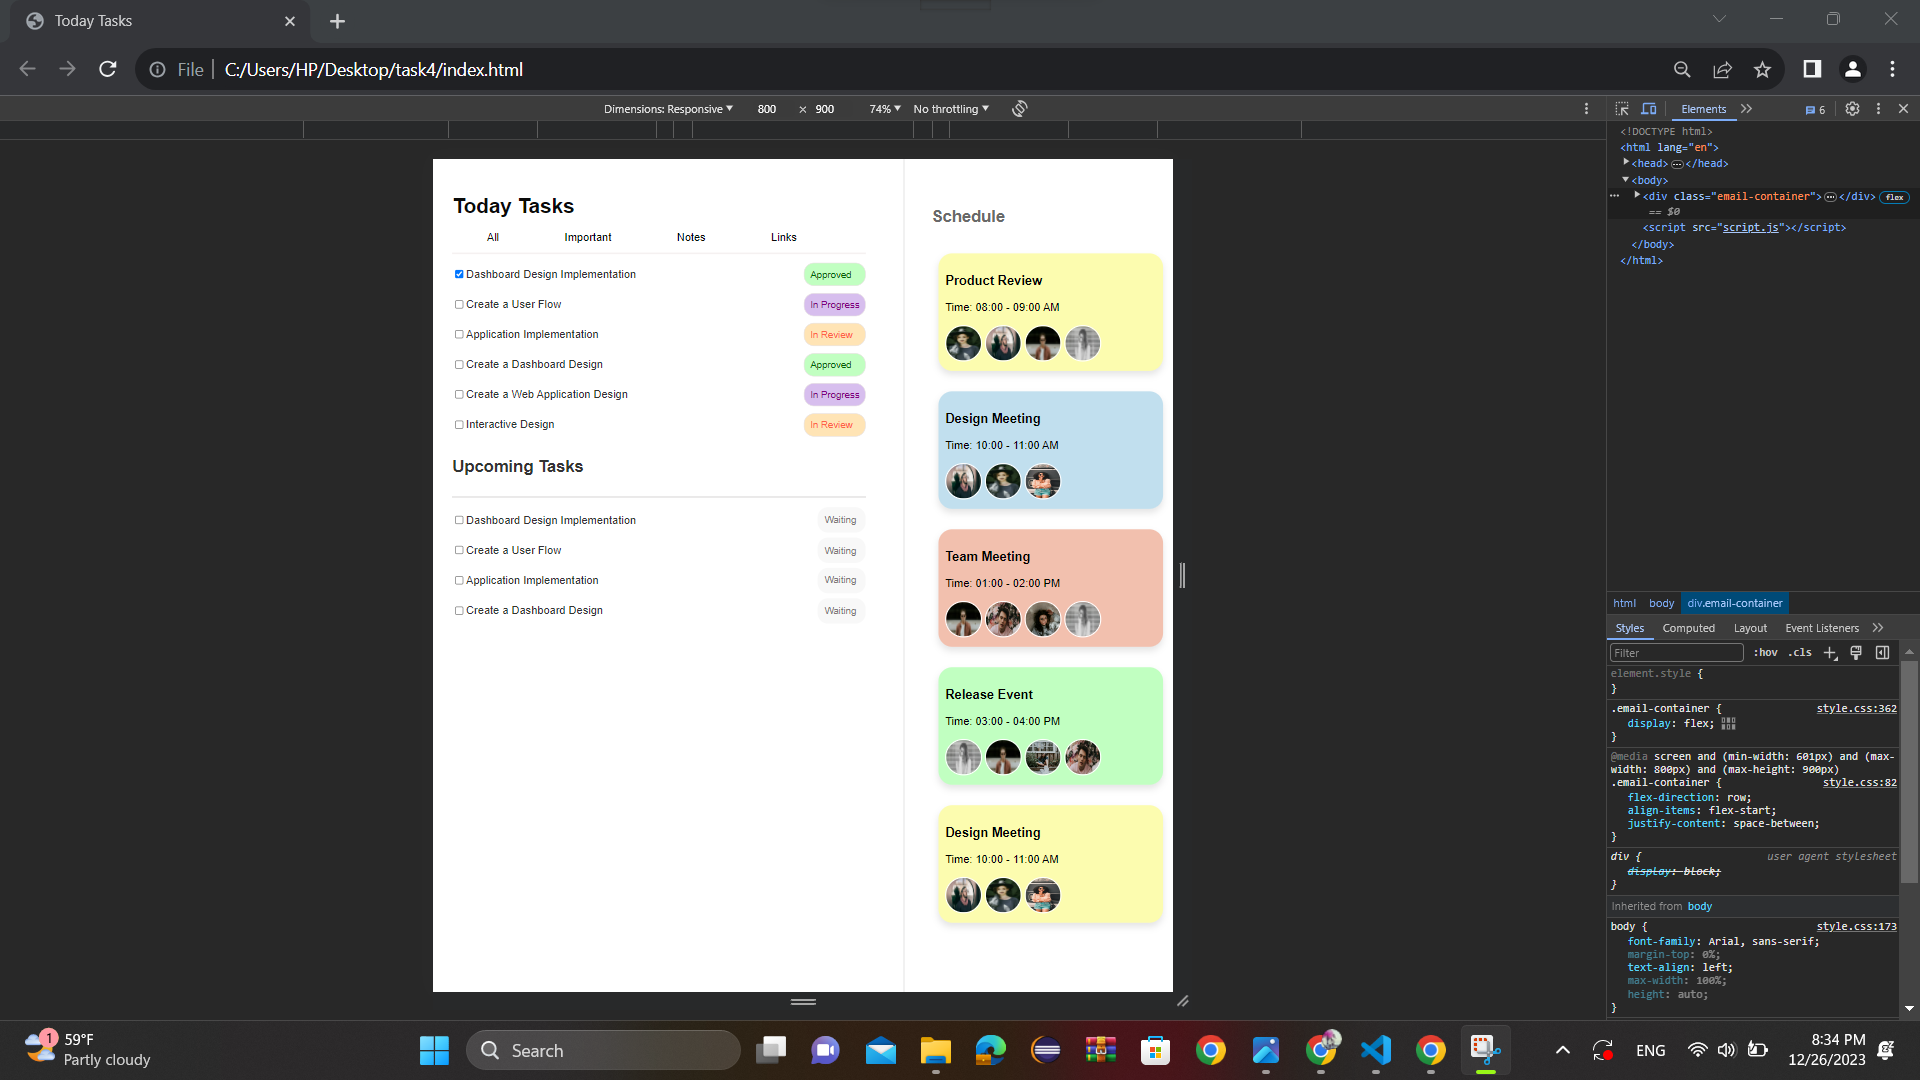 Today Tasks
File
C:/Users/HP/Desktop/task4/index.html
Dimensions: Responsive 800 × 900 74% No throttling
Elements 6
Today Tasks
All Important Notes Links
Dashboard Design Implementation Approved
Create a User Flow In Progress
Application Implementation In Review
Create a Dashboard Design Approved
Create a Web Application Design In Progress
Interactive Design In Review
Upcoming Tasks
Dashboard Design Implementation Waiting
Create a User Flow Waiting
Application Implementation Waiting
Create a Dashboard Design Waiting
Schedule
Product Review
Time: 08:00 - 09:00 AM
Design Meeting
Time: 10:00 - 11:00 AM
Team Meeting
Time: 01:00 - 02:00 PM
Release Event
Time: 03:00 - 04:00 PM
Design Meeting
Time: 10:00 - 11:00 AM
<!DOCTYPE html>
<html lang="en">
<head>…</head>
<body>
<div class="email-container">…</div> flex
== $0
<script src="script.js"></script>
</body>
</html>
html body div.email-container
Styles Computed Layout Event Listeners
Filter :hov .cls
element.style {
}
.email-container { style.css:362
display: flex;
}
@media screen and (min-width: 601px) and (max-
width: 800px) and (max-height: 900px)
.email-container { style.css:82
flex-direction: row;
align-items: flex-start;
justify-content: space-between;
}
div { user agent stylesheet
display: block;
}
Inherited from body
body { style.css:173
font-family: Arial, sans-serif;
margin-top: 0%;
text-align: left;
max-width: 100%;
height: auto;
}
1
59°F
Partly cloudy
Search
ENG
8:34 PM
12/26/2023